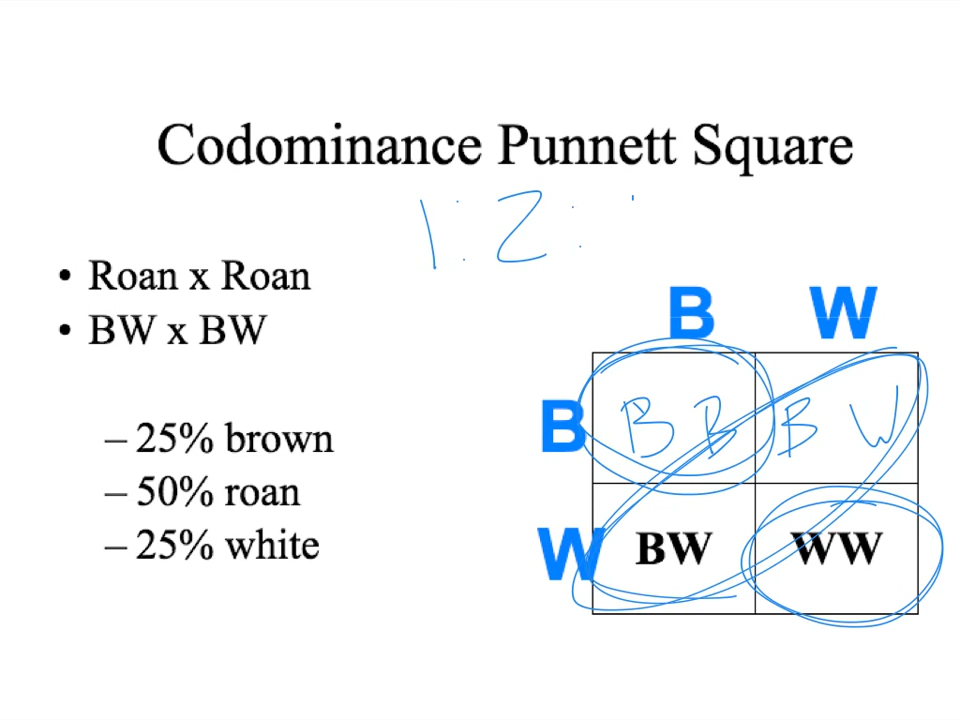 Codominance Punnett Square
1:2:
• Roan x Roan
• BW x BW
– 25% brown
– 50% roan
– 25% white
B W
B BB BW
W BW WW